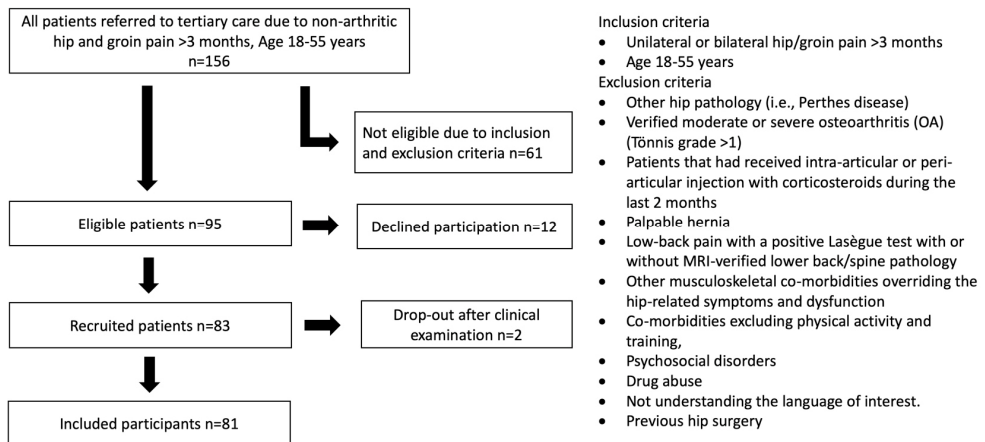 All patients referred to tertiary care due to non-arthritic
hip and groin pain >3 months, Age 18-55 years
n=156
Not eligible due to inclusion
and exclusion criteria n=61
Eligible patients n=95
Declined participation n=12
Recruited patients n=83
Drop-out after clinical
examination n=2
Included participants n=81
Inclusion criteria
• Unilateral or bilateral hip/groin pain >3 months
• Age 18-55 years
Exclusion criteria
• Other hip pathology (i.e., Perthes disease)
• Verified moderate or severe osteoarthritis (OA)
(Tönnis grade >1)
• Patients that had received intra-articular or peri-
articular injection with corticosteroids during the
last 2 months
• Palpable hernia
• Low-back pain with a positive Lasègue test with or
without MRI-verified lower back/spine pathology
• Other musculoskeletal co-morbidities overriding the
hip-related symptoms and dysfunction
• Co-morbidities excluding physical activity and
training,
• Psychosocial disorders
• Drug abuse
• Not understanding the language of interest.
• Previous hip surgery